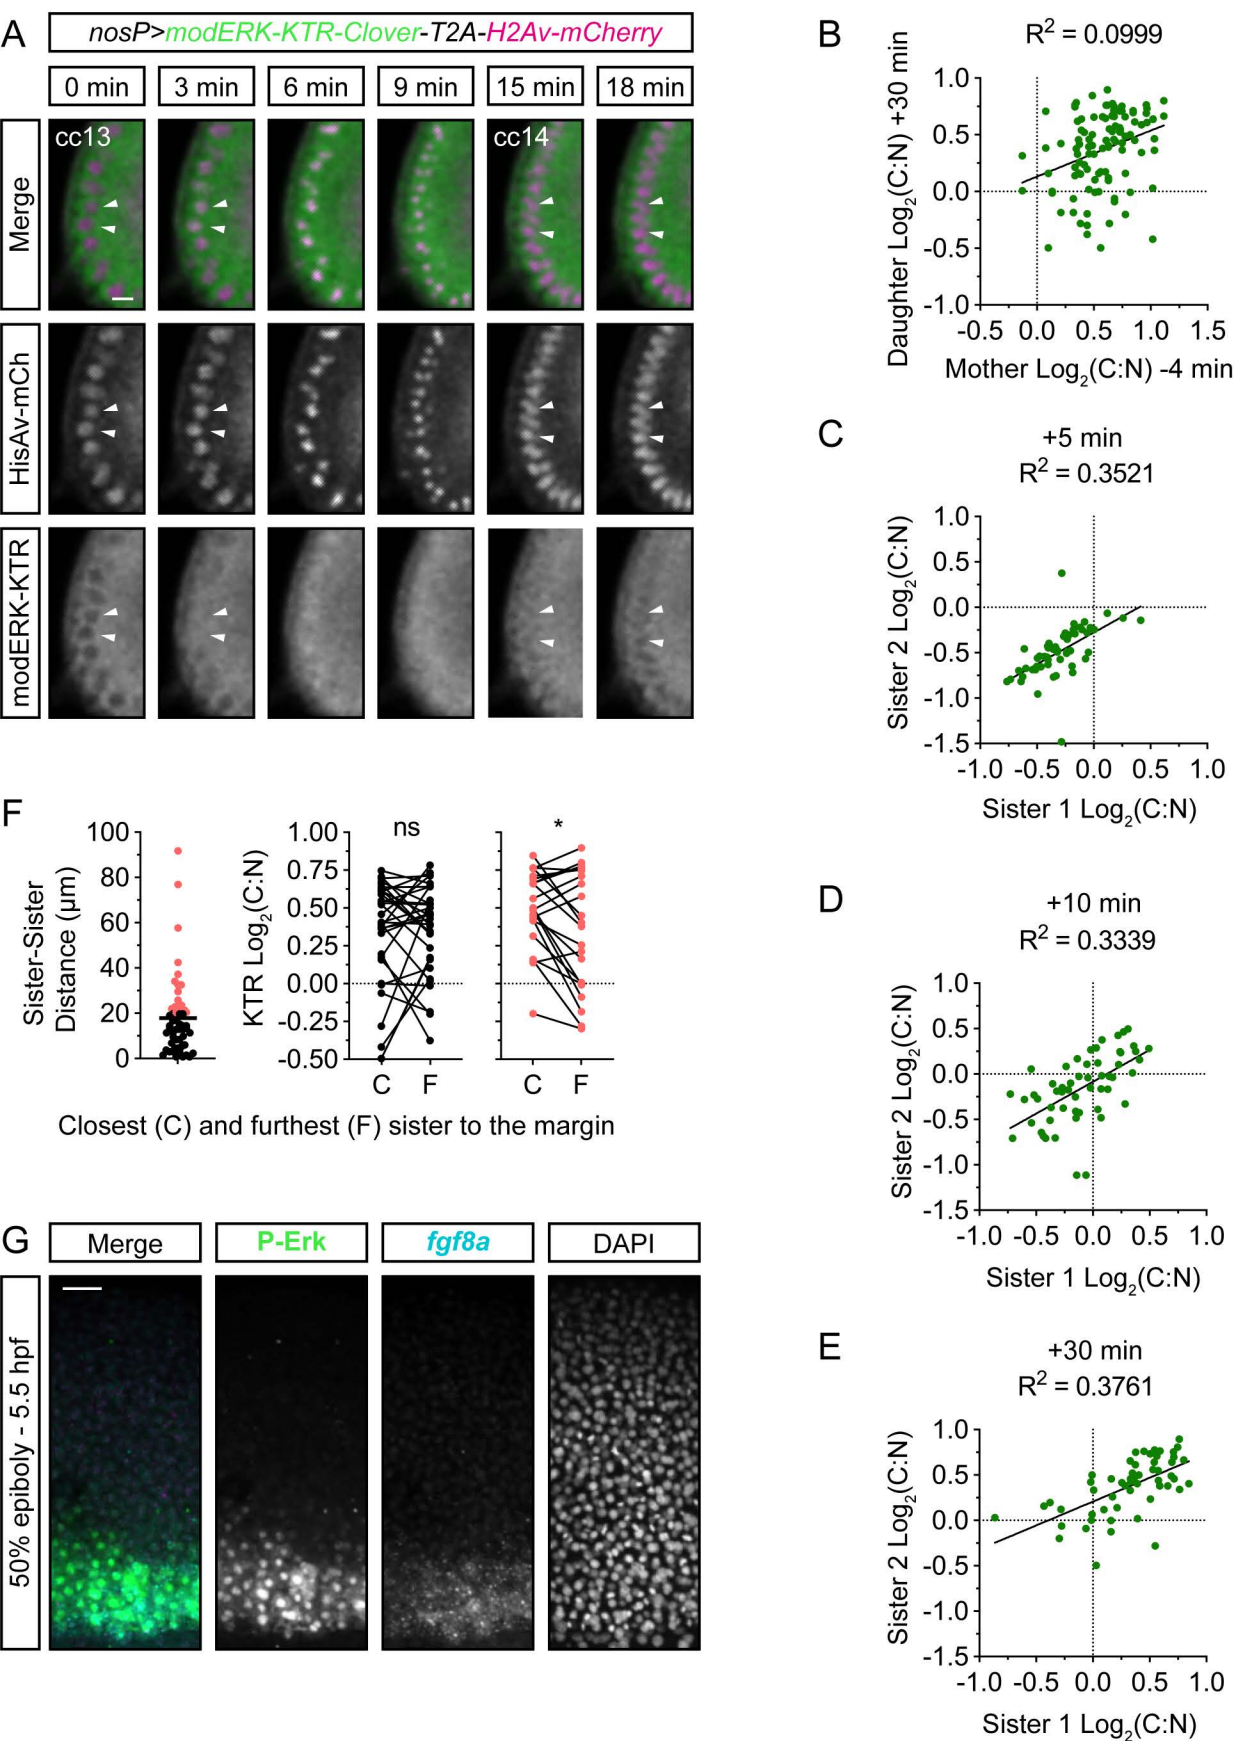 A
nosP>modERK-KTR-Clover-T2A-H2Av-mCherry
0 min
3 min
6 min
9 min
15 min
18 min
cc13
cc14
Merge
HisAv-mCh
modERK-KTR
B
R² = 0.0999
Daughter Log₂(C:N) +30 min
1.0
0.5
0.0
-0.5
-1.0
-0.5 0.0 0.5 1.0 1.5
Mother Log₂(C:N) -4 min
C
+5 min
R² = 0.3521
Sister 2 Log₂(C:N)
1.0
0.5
0.0
-0.5
-1.0
-1.5
-1.0 -0.5 0.0 0.5 1.0
Sister 1 Log₂(C:N)
D
+10 min
R² = 0.3339
Sister 2 Log₂(C:N)
1.0
0.5
0.0
-0.5
-1.0
-1.5
-1.0 -0.5 0.0 0.5 1.0
Sister 1 Log₂(C:N)
E
+30 min
R² = 0.3761
Sister 2 Log₂(C:N)
1.0
0.5
0.0
-0.5
-1.0
-1.5
-1.0 -0.5 0.0 0.5 1.0
Sister 1 Log₂(C:N)
F
Sister-Sister
Distance (µm)
100
80
60
40
20
0
KTR Log₂(C:N)
1.00
0.75
0.50
0.25
0.00
-0.25
-0.50
ns
*
C F
C F
Closest (C) and furthest (F) sister to the margin
G
Merge
P-Erk
fgf8a
DAPI
50% epiboly - 5.5 hpf